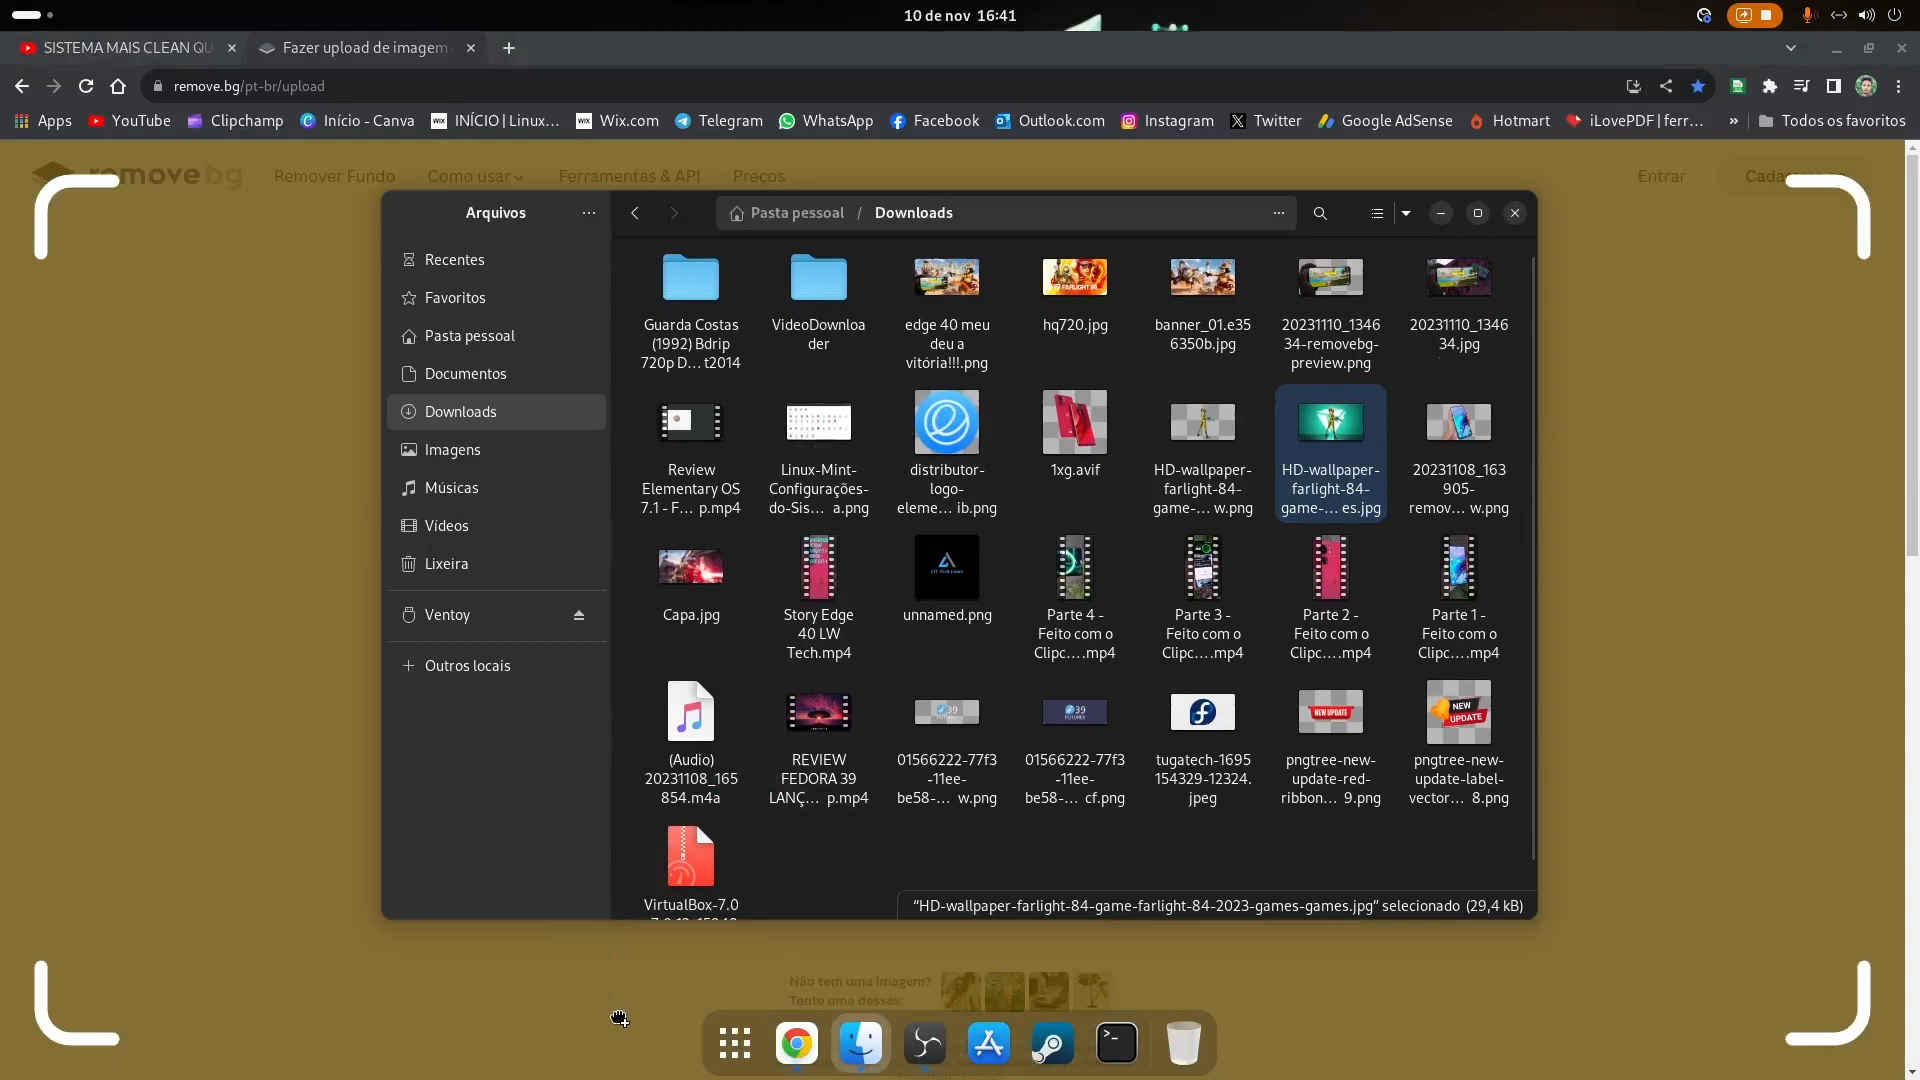 10 de nov 16:41
SISTEMA MAIS CLEAN QU
Fazer upload de imagem
remove.bg/pt-br/upload
Apps
YouTube
Clipchamp
Início - Canva
INÍCIO | Linux...
Wix.com
Telegram
WhatsApp
Facebook
Outlook.com
Instagram
Twitter
Google AdSense
Hotmart
iLovePDF | ferr...
»
Todos os favoritos
remove bg
Remover Fundo
Como usar
Ferramentas & API
Preços
Entrar
Arquivos
Pasta pessoal / Downloads
Recentes
Favoritos
Pasta pessoal
Documentos
Downloads
Imagens
Músicas
Vídeos
Lixeira
Ventoy
Outros locais
Guarda Costas
(1992) Bdrip
720p D... t2014
VideoDownloa
der
edge 40 meu
deu a
vitória!!!.png
hq720.jpg
banner_01.e35
6350b.jpg
20231110_1346
34-removebg-
preview.png
20231110_1346
34.jpg
Review
Elementary OS
7.1 - F... p.mp4
Linux-Mint-
Configurações-
do-Sis... a.png
distributor-
logo-
eleme... ib.png
1xg.avif
HD-wallpaper-
farlight-84-
game-... w.png
HD-wallpaper-
farlight-84-
game-... es.jpg
20231108_163
905-
remov... w.png
Capa.jpg
Story Edge
40 LW
Tech.mp4
unnamed.png
Parte 4 -
Feito com o
Clipc....mp4
Parte 3 -
Feito com o
Clipc....mp4
Parte 2 -
Feito com o
Clipc....mp4
Parte 1 -
Feito com o
Clipc....mp4
39
39
NEW UPDATE
NEW
UPDATE
(Audio)
20231108_165
854.m4a
REVIEW
FEDORA 39
LANÇ... p.mp4
01566222-77f3
-11ee-
be58-... w.png
01566222-77f3
-11ee-
be58-... cf.png
tugatech-1695
154329-12324.
jpeg
pngtree-new-
update-red-
ribbon... 9.png
pngtree-new-
update-label-
vector... 8.png
VirtualBox-7.0
“HD-wallpaper-farlight-84-game-farlight-84-2023-games-games.jpg” selecionado (29,4 kB)
Não tem uma imagem?
Tente uma dessas: